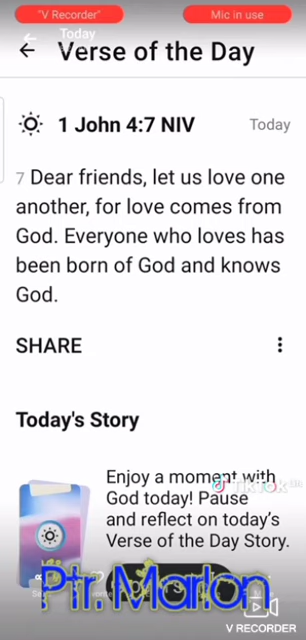 "V Recorder"
Mic in use
Today
Verse of the Day
1 John 4:7 NIV
Today
7 Dear friends, let us love one
another, for love comes from
God. Everyone who loves has
been born of God and knows
God.
SHARE
Today's Story
TikTok
Enjoy a moment with
God today! Pause
and reflect on today's
Verse of the Day Story.
Ptr. Marlon
V RECORDER